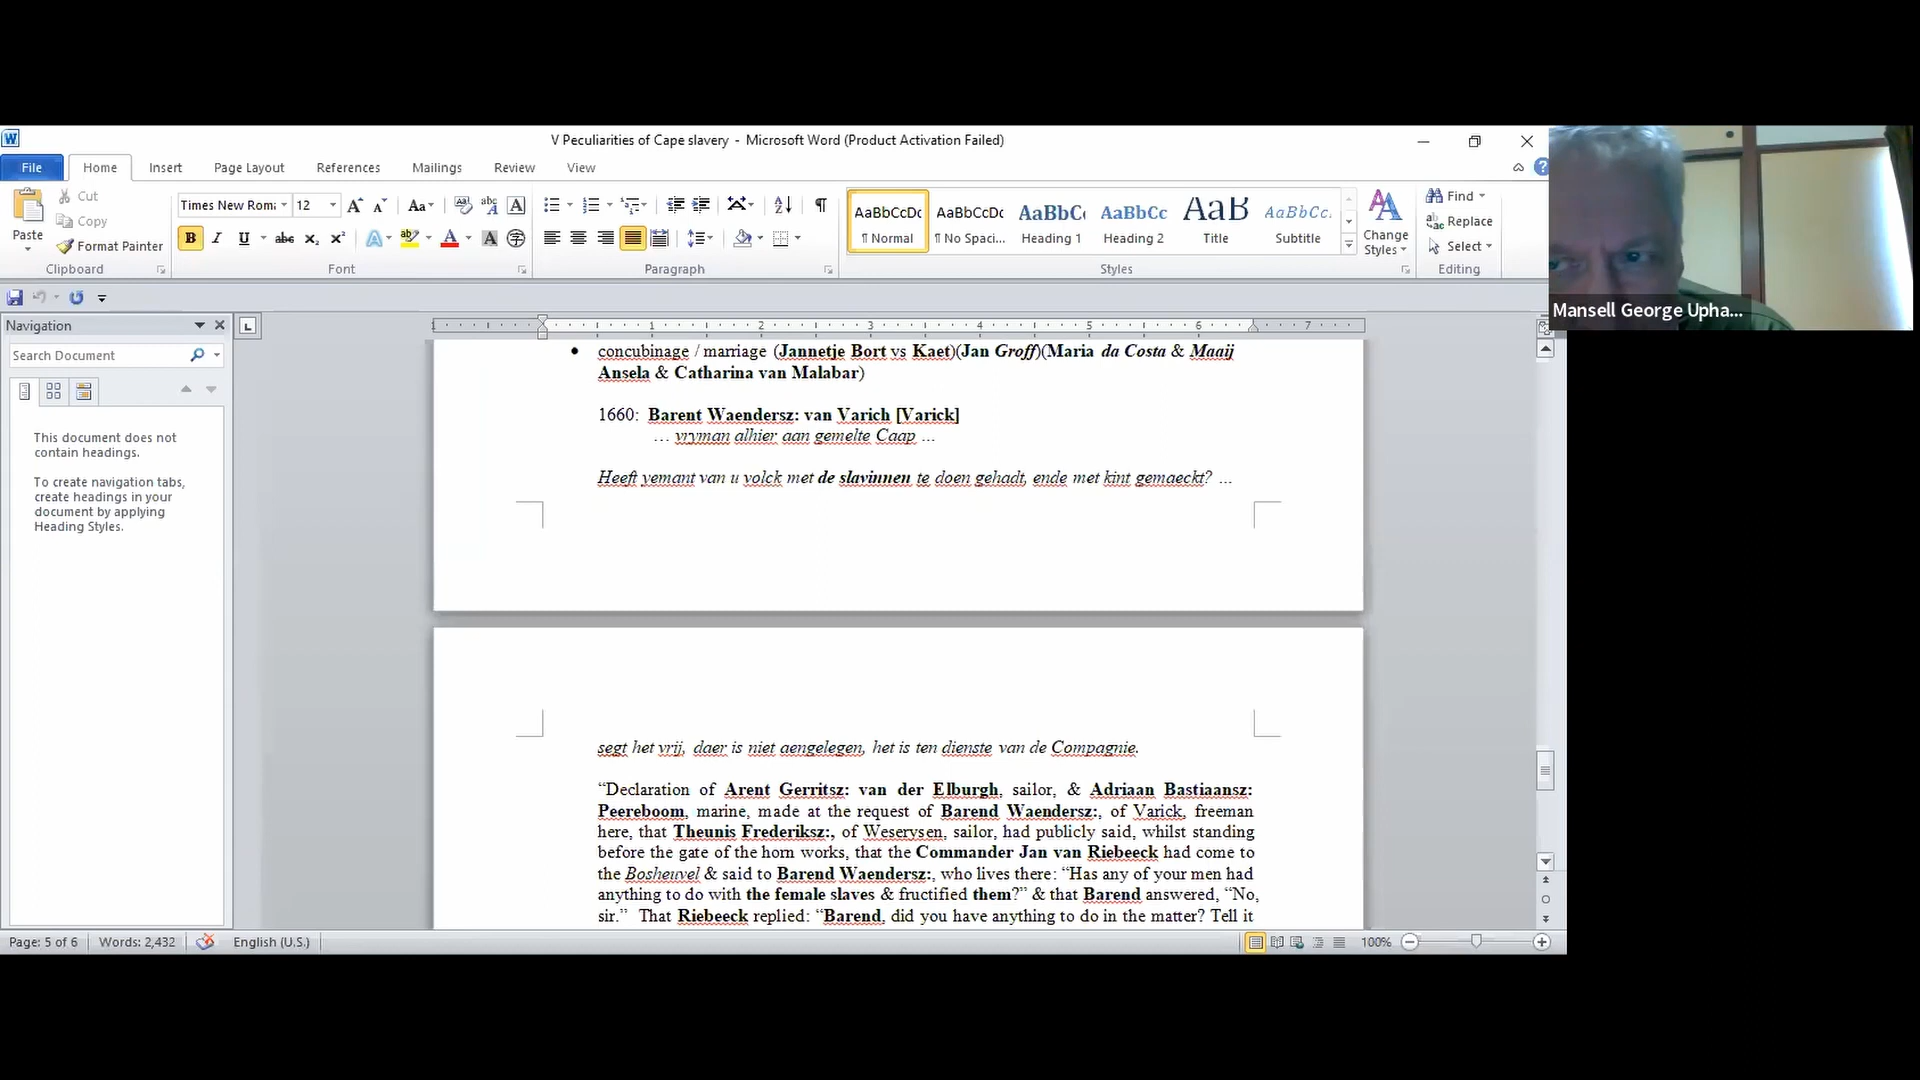 V Peculiarities of Cape slavery - Microsoft Word (Product Activation Failed)
File Home Insert Page Layout References Mailings Review View
Paste
Cut
Copy
Format Painter
Clipboard
Times New Roma 12
Font
Paragraph
AaBbCcDc AaBbCcDc AaBbCc AaBbCc AaB AaBbCc.
¶ Normal ¶ No Spaci... Heading 1 Heading 2 Title Subtitle
Change Styles
Styles
Find
Replace
Select
Editing
Mansell George Upha...
Navigation
Search Document
This document does not
contain headings.
To create navigation tabs,
create headings in your
document by applying
Heading Styles.
1 1 2 3 4 5 6 7
• concubinage / marriage (Jannetje Bort vs Kaet)(Jan Groff)(Maria da Costa & Maaij
Ansela & Catharina van Malabar)
1660: Barent Waendersz: van Varich [Varick]
… vryman alhier aan gemelte Caap …
Heeft yemant van u volck met de slavinnen te doen gehadt, ende met kint gemaeckt? …
segt het vrij, daer is niet aengelegen, het is ten dienste van de Compagnie.
“Declaration of Arent Gerritsz: van der Elburgh, sailor, & Adriaan Bastiaansz:
Peereboom, marine, made at the request of Barend Waendersz:, of Varick, freeman
here, that Theunis Frederiksz:, of Weserysen, sailor, had publicly said, whilst standing
before the gate of the horn works, that the Commander Jan van Riebeeck had come to
the Bosheuvel & said to Barend Waendersz:, who lives there: “Has any of your men had
anything to do with the female slaves & fructified them?” & that Barend answered, “No,
sir.” That Riebeeck replied: “Barend, did you have anything to do in the matter? Tell it
Page: 5 of 6 Words: 2,432 English (U.S.) 100%